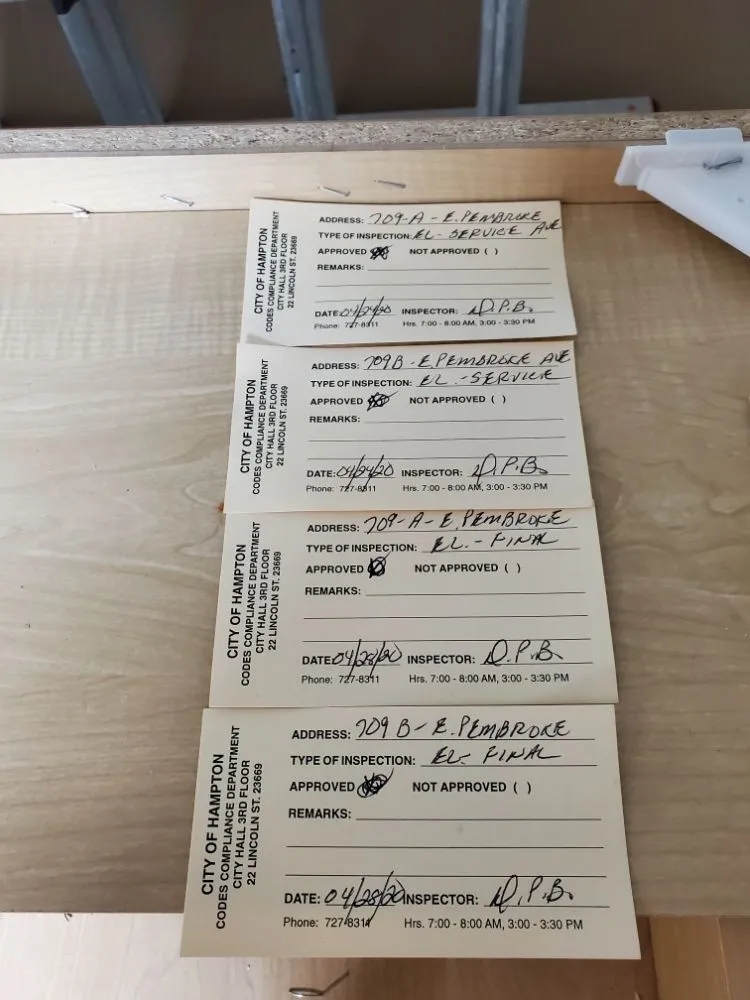 CITY OF HAMPTON
CODES COMPLIANCE DEPARTMENT
CITY HALL 3RD FLOOR
22 LINCOLN ST. 23669
ADDRESS: 709-A - E. PEMBROKE
TYPE OF INSPECTION: EL- SERVICE AVE
APPROVED NOT APPROVED ( )
REMARKS:
DATE: 04/24/20 INSPECTOR: D.P.B.
Phone: 727-8311 Hrs. 7:00 - 8:00 AM, 3:00 - 3:30 PM
CITY OF HAMPTON
CODES COMPLIANCE DEPARTMENT
CITY HALL 3RD FLOOR
22 LINCOLN ST. 23669
ADDRESS: 709B - E. PEMBROKE AVE
TYPE OF INSPECTION: EL.-SERVICE
APPROVED NOT APPROVED ( )
REMARKS:
DATE: 04/24/20 INSPECTOR: D.P.B.
Phone: 727-8311 Hrs. 7:00 - 8:00 AM, 3:00 - 3:30 PM
CITY OF HAMPTON
CODES COMPLIANCE DEPARTMENT
CITY HALL 3RD FLOOR
22 LINCOLN ST. 23669
ADDRESS: 709-A - E. PEMBROKE
TYPE OF INSPECTION: EL.- FINAL
APPROVED NOT APPROVED ( )
REMARKS:
DATE: 04/28/20 INSPECTOR: D.P.B.
Phone: 727-8311 Hrs. 7:00 - 8:00 AM, 3:00 - 3:30 PM
CITY OF HAMPTON
CODES COMPLIANCE DEPARTMENT
CITY HALL 3RD FLOOR
22 LINCOLN ST. 23669
ADDRESS: 709 B - E. PEMBROKE
TYPE OF INSPECTION: EL- FINAL
APPROVED NOT APPROVED ( )
REMARKS:
DATE: 04/28/20 INSPECTOR: D.P.B.
Phone: 727-8311 Hrs. 7:00 - 8:00 AM, 3:00 - 3:30 PM